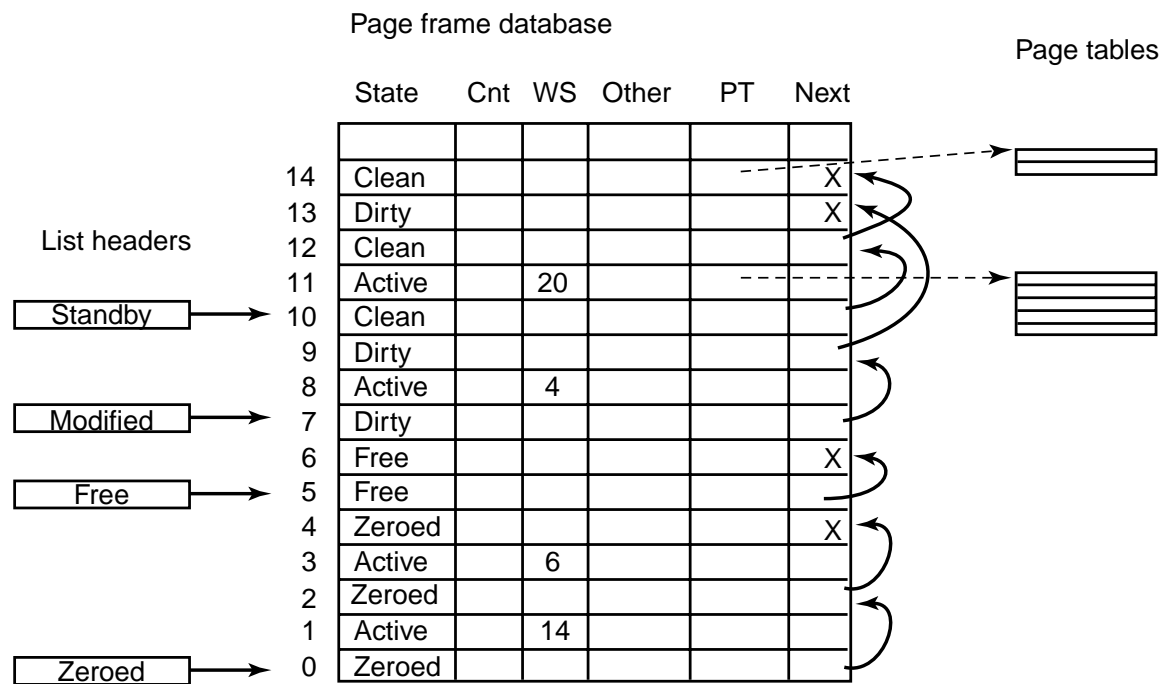 Page frame database
Page tables
State Cnt WS Other PT Next
14 Clean X
13 Dirty X
List headers
12 Clean
11 Active 20
Standby 10 Clean
9 Dirty
8 Active 4
Modified 7 Dirty
6 Free X
Free 5 Free
4 Zeroed X
3 Active 6
2 Zeroed
1 Active 14
Zeroed 0 Zeroed